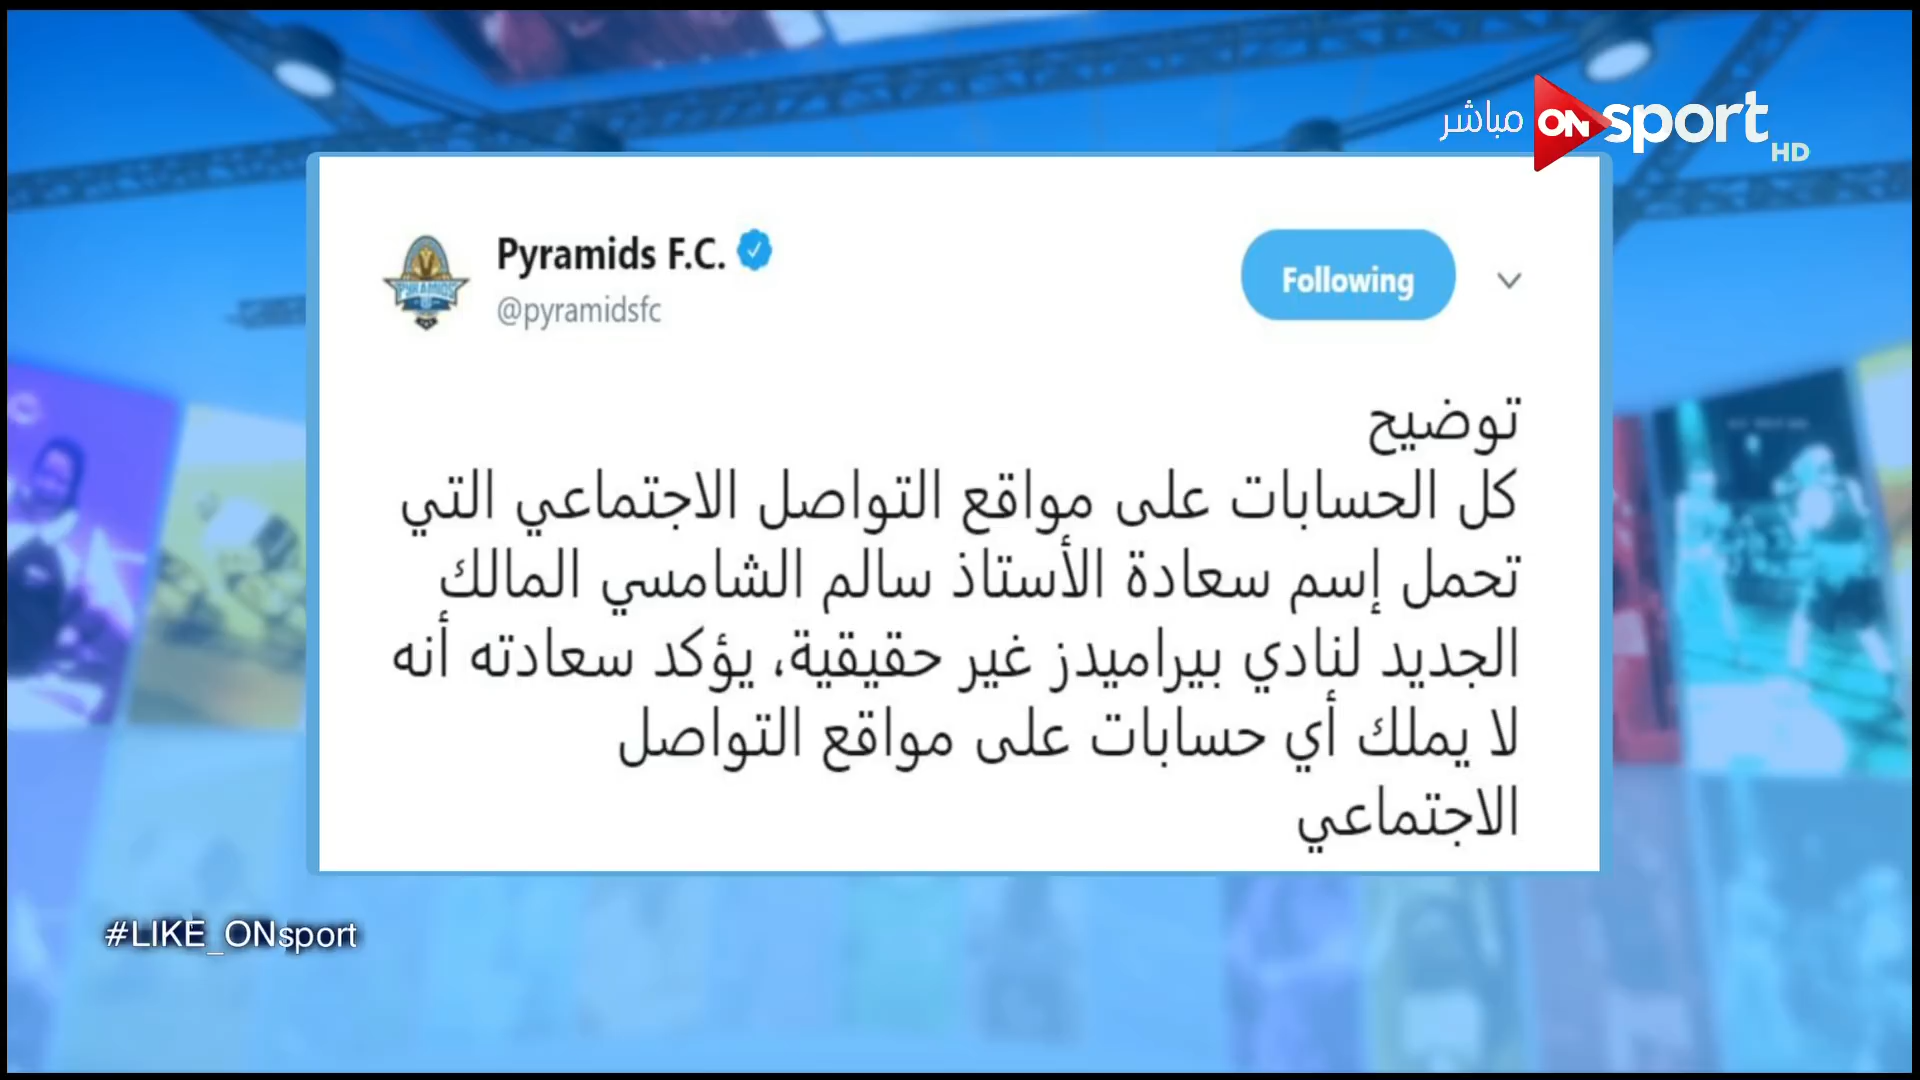 مباشر ON sport HD
Pyramids F.C.
@pyramidsfc
Following
توضيح
كل الحسابات على مواقع التواصل الاجتماعي التي
تحمل إسم سعادة الأستاذ سالم الشامسي المالك
الجديد لنادي بيراميدز غير حقيقية، يؤكد سعادته أنه
لا يملك أي حسابات على مواقع التواصل
الاجتماعي
#LIKE_ONsport